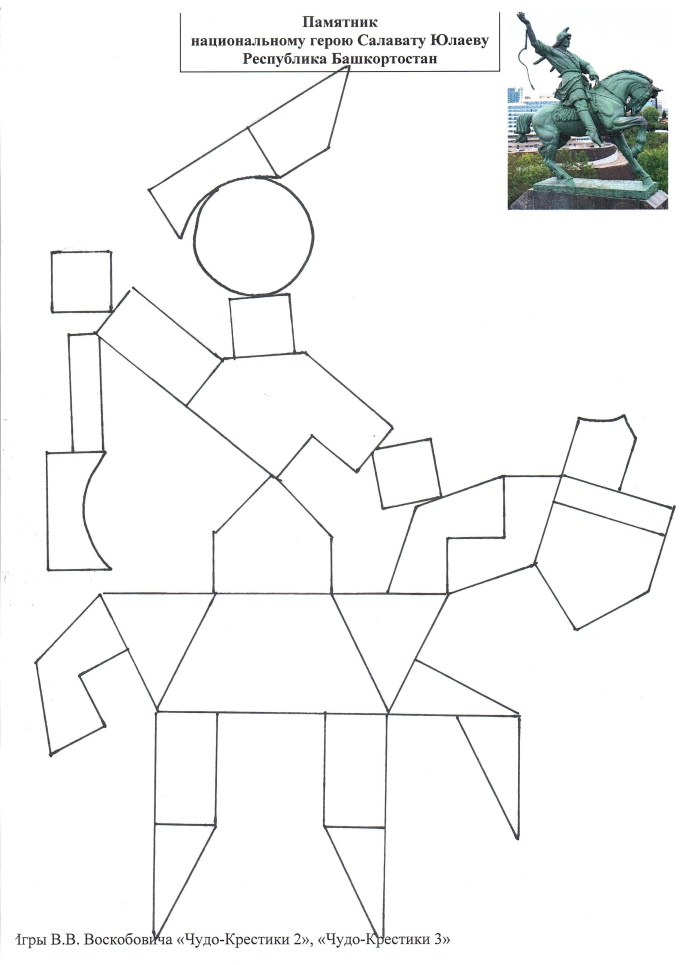 Памятник
национальному герою Салавату Юлаеву
Республика Башкортостан
Игры В.В. Воскобовича «Чудо-Крестики 2», «Чудо-Крестики 3»